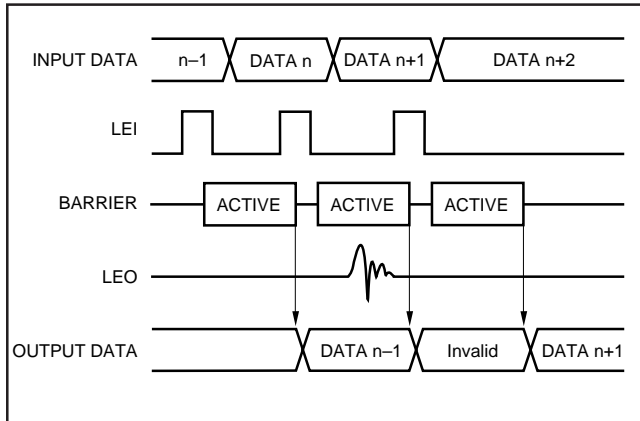 INPUT DATA n–1 DATA n DATA n+1 DATA n+2
LEI
BARRIER ACTIVE ACTIVE ACTIVE
LEO
OUTPUT DATA DATA n–1 Invalid DATA n+1